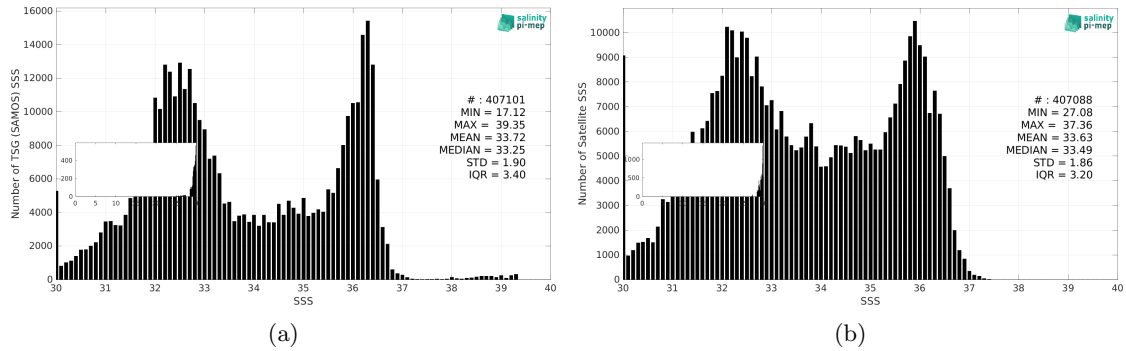 salinity
pi-mep
Number of TSG (SAMOS) SSS
16000
14000
12000
10000
8000
6000
4000
2000
0
# : 407101
MIN = 17.12
MAX = 39.35
MEAN = 33.72
MEDIAN = 33.25
STD = 1.90
IQR = 3.40
400
200
0
0 5 10
30 31 32 33 34 35 36 37 38 39 40
SSS
(a)
salinity
pi-mep
Number of Satellite SSS
10000
9000
8000
7000
6000
5000
4000
3000
2000
1000
0
# : 407088
MIN = 27.08
MAX = 37.36
MEAN = 33.63
MEDIAN = 33.49
STD = 1.86
IQR = 3.20
1000
500
0
0 5 10
30 31 32 33 34 35 36 37 38 39 40
SSS
(b)